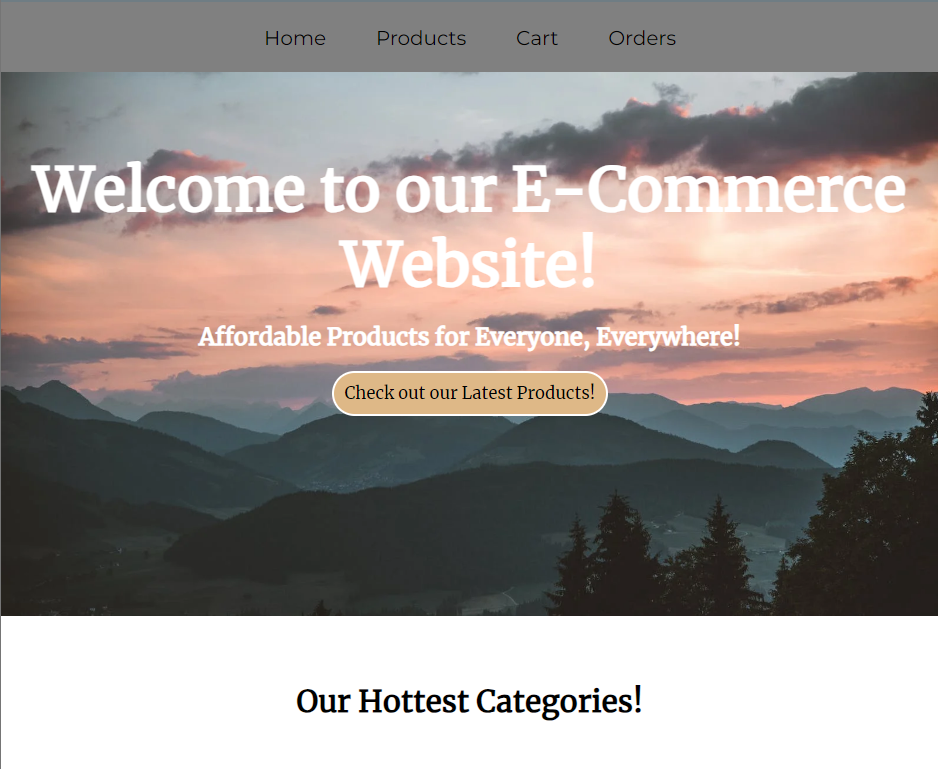 Home Products Cart Orders
Welcome to our E-Commerce
Website!
Affordable Products for Everyone, Everywhere!
Check out our Latest Products!
Our Hottest Categories!